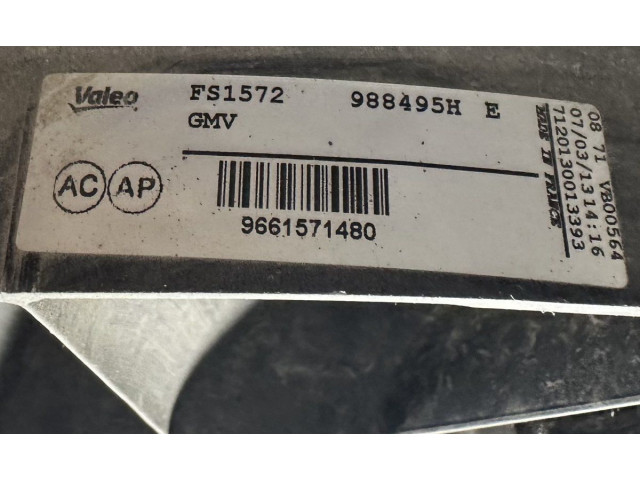 Valeo FS1572 988495H E
GMV
AC AP
9661571480
MADE IN FRANCE
7120130013393
07/03/13 14:16
08 71 VB00564